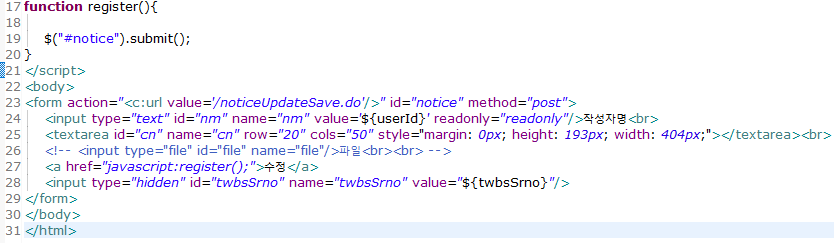 17 function register(){
18
19 $("#notice").submit();
20 }
21 </script>
22 <body>
23 <form action="<c:url value='/noticeUpdateSave.do'/>" id="notice" method="post">
24 <input type="text" id="nm" name="nm" value='${userId}' readonly="readonly"/>작성자명<br>
25 <textarea id="cn" name="cn" row="20" cols="50" style="margin: 0px; height: 193px; width: 404px;"></textarea><br>
26 <!-- <input type="file" id="file" name="file"/>파일<br><br> -->
27 <a href="javascript:register();">수정</a>
28 <input type="hidden" id="twbsSrno" name="twbsSrno" value="${twbsSrno}"/>
29 </form>
30 </body>
31 </html>